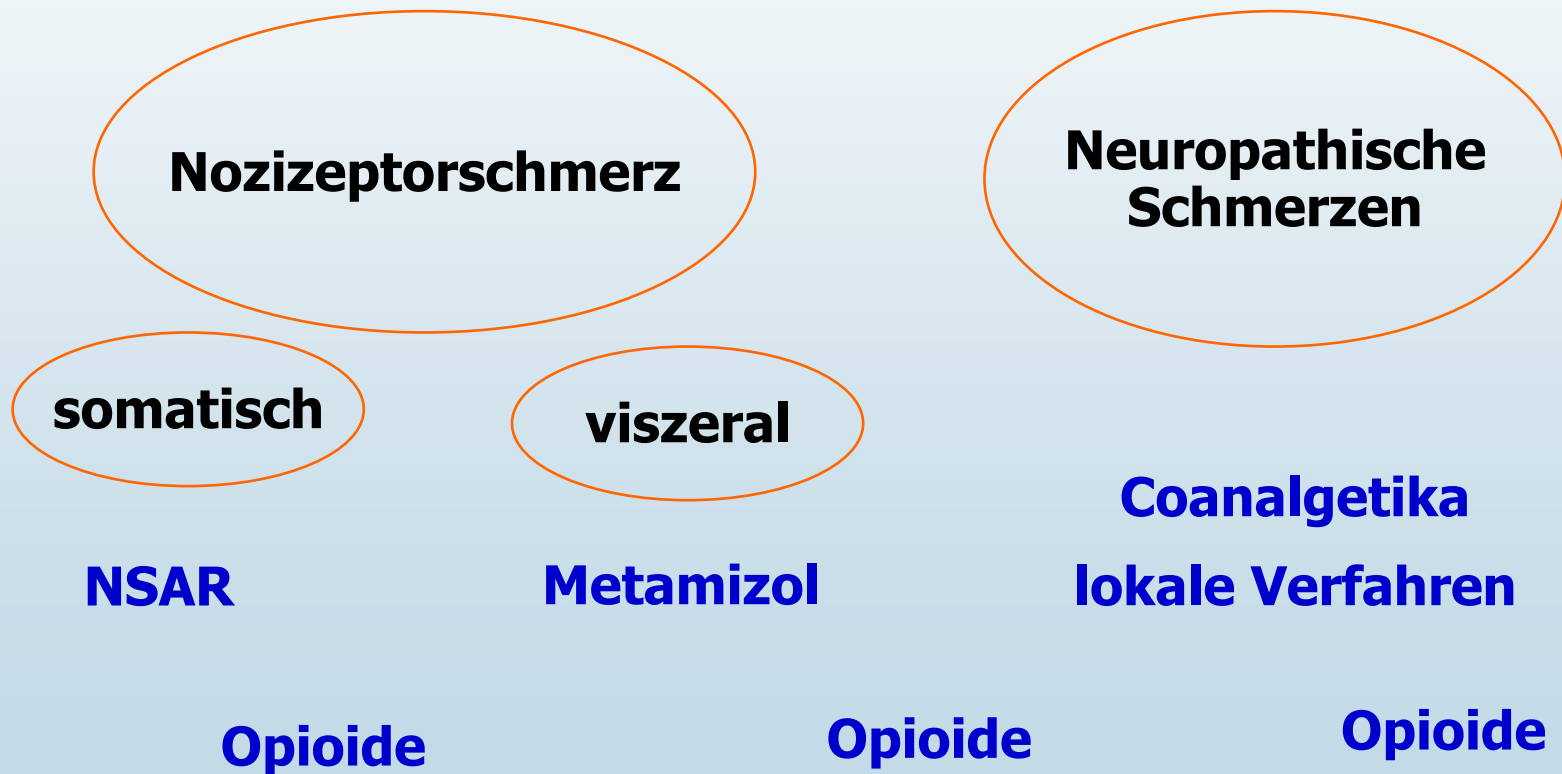 Nozizeptorschmerz
Neuropathische
Schmerzen
somatisch
viszeral
Coanalgetika
NSAR
Metamizol
lokale Verfahren
Opioide
Opioide
Opioide